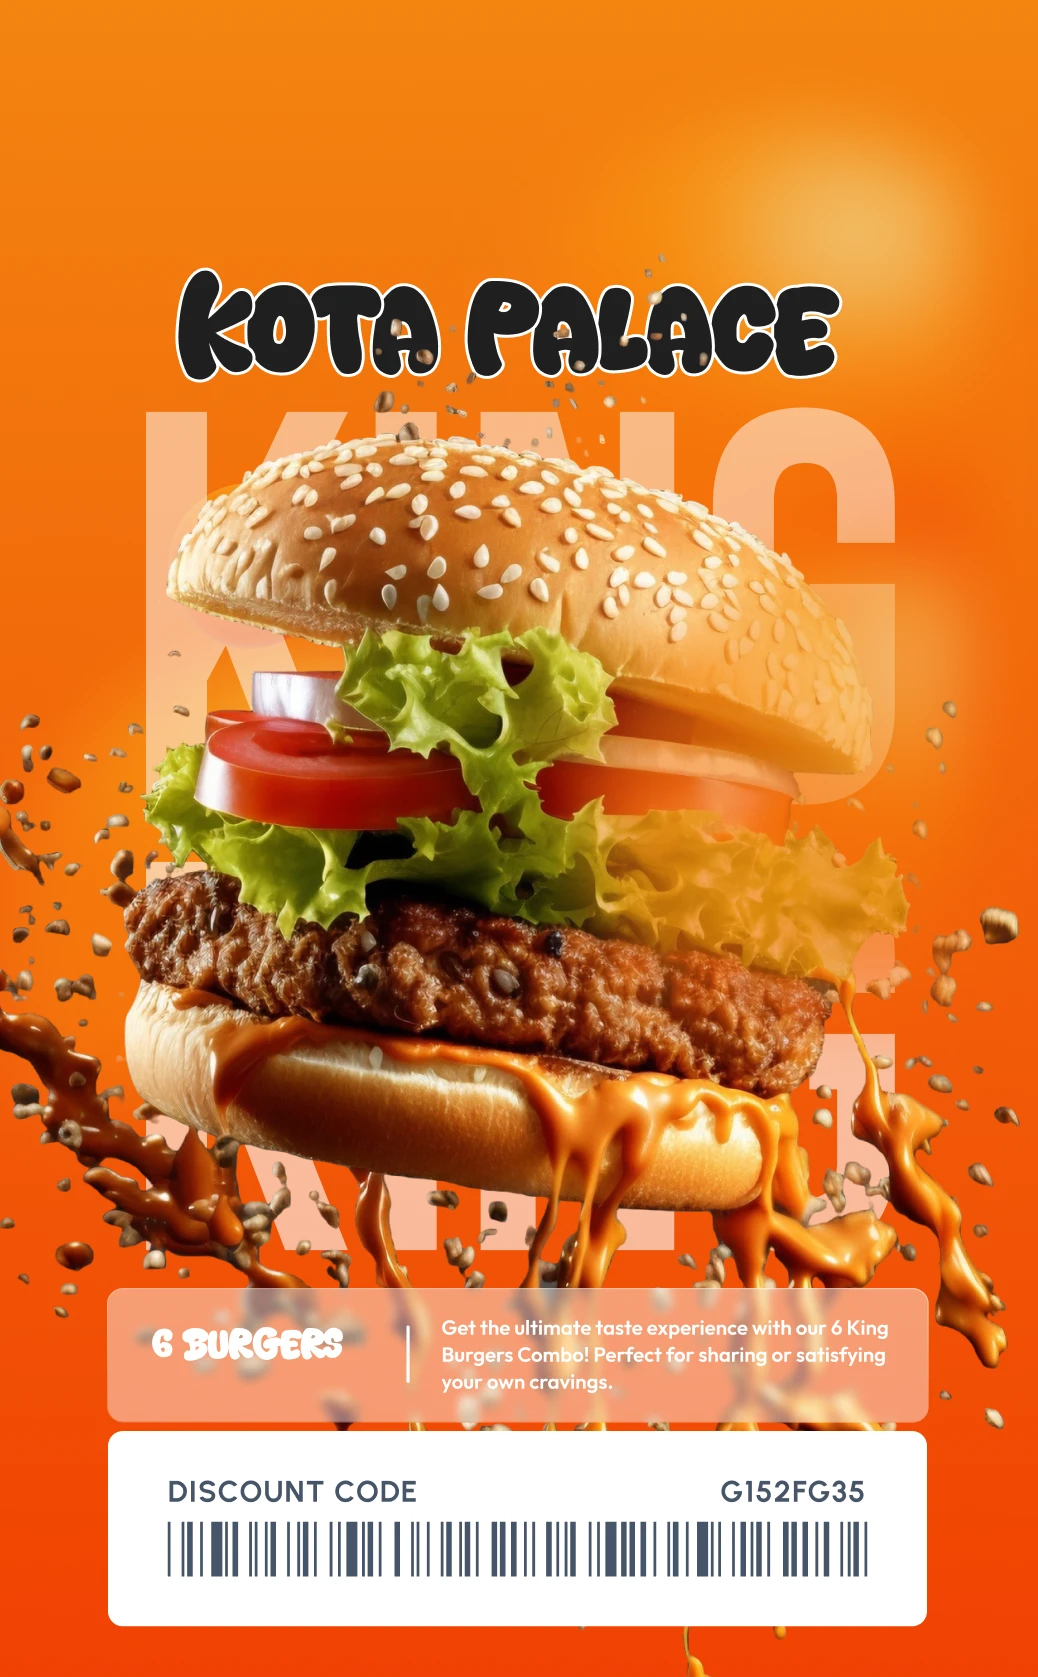 KOTA PALACE
KING
6 BURGERS
Get the ultimate taste experience with our 6 King
Burgers Combo! Perfect for sharing or satisfying
your own cravings.
DISCOUNT CODE G152FG35